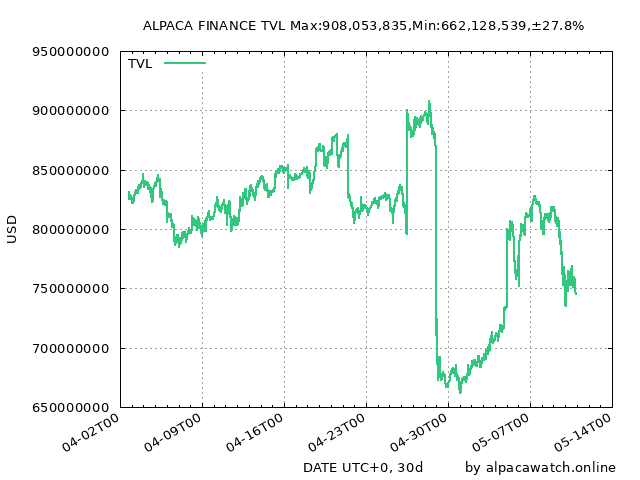 ALPACA FINANCE TVL Max:908,053,835,Min:662,128,539,±27.8%
950000000
TVL
900000000
850000000
800000000
USD
750000000
700000000
650000000
04-02T00 04-09T00 04-16T00 04-23T00 04-30T00 05-07T00 05-14T00
DATE UTC+0, 30d by alpacawatch.online